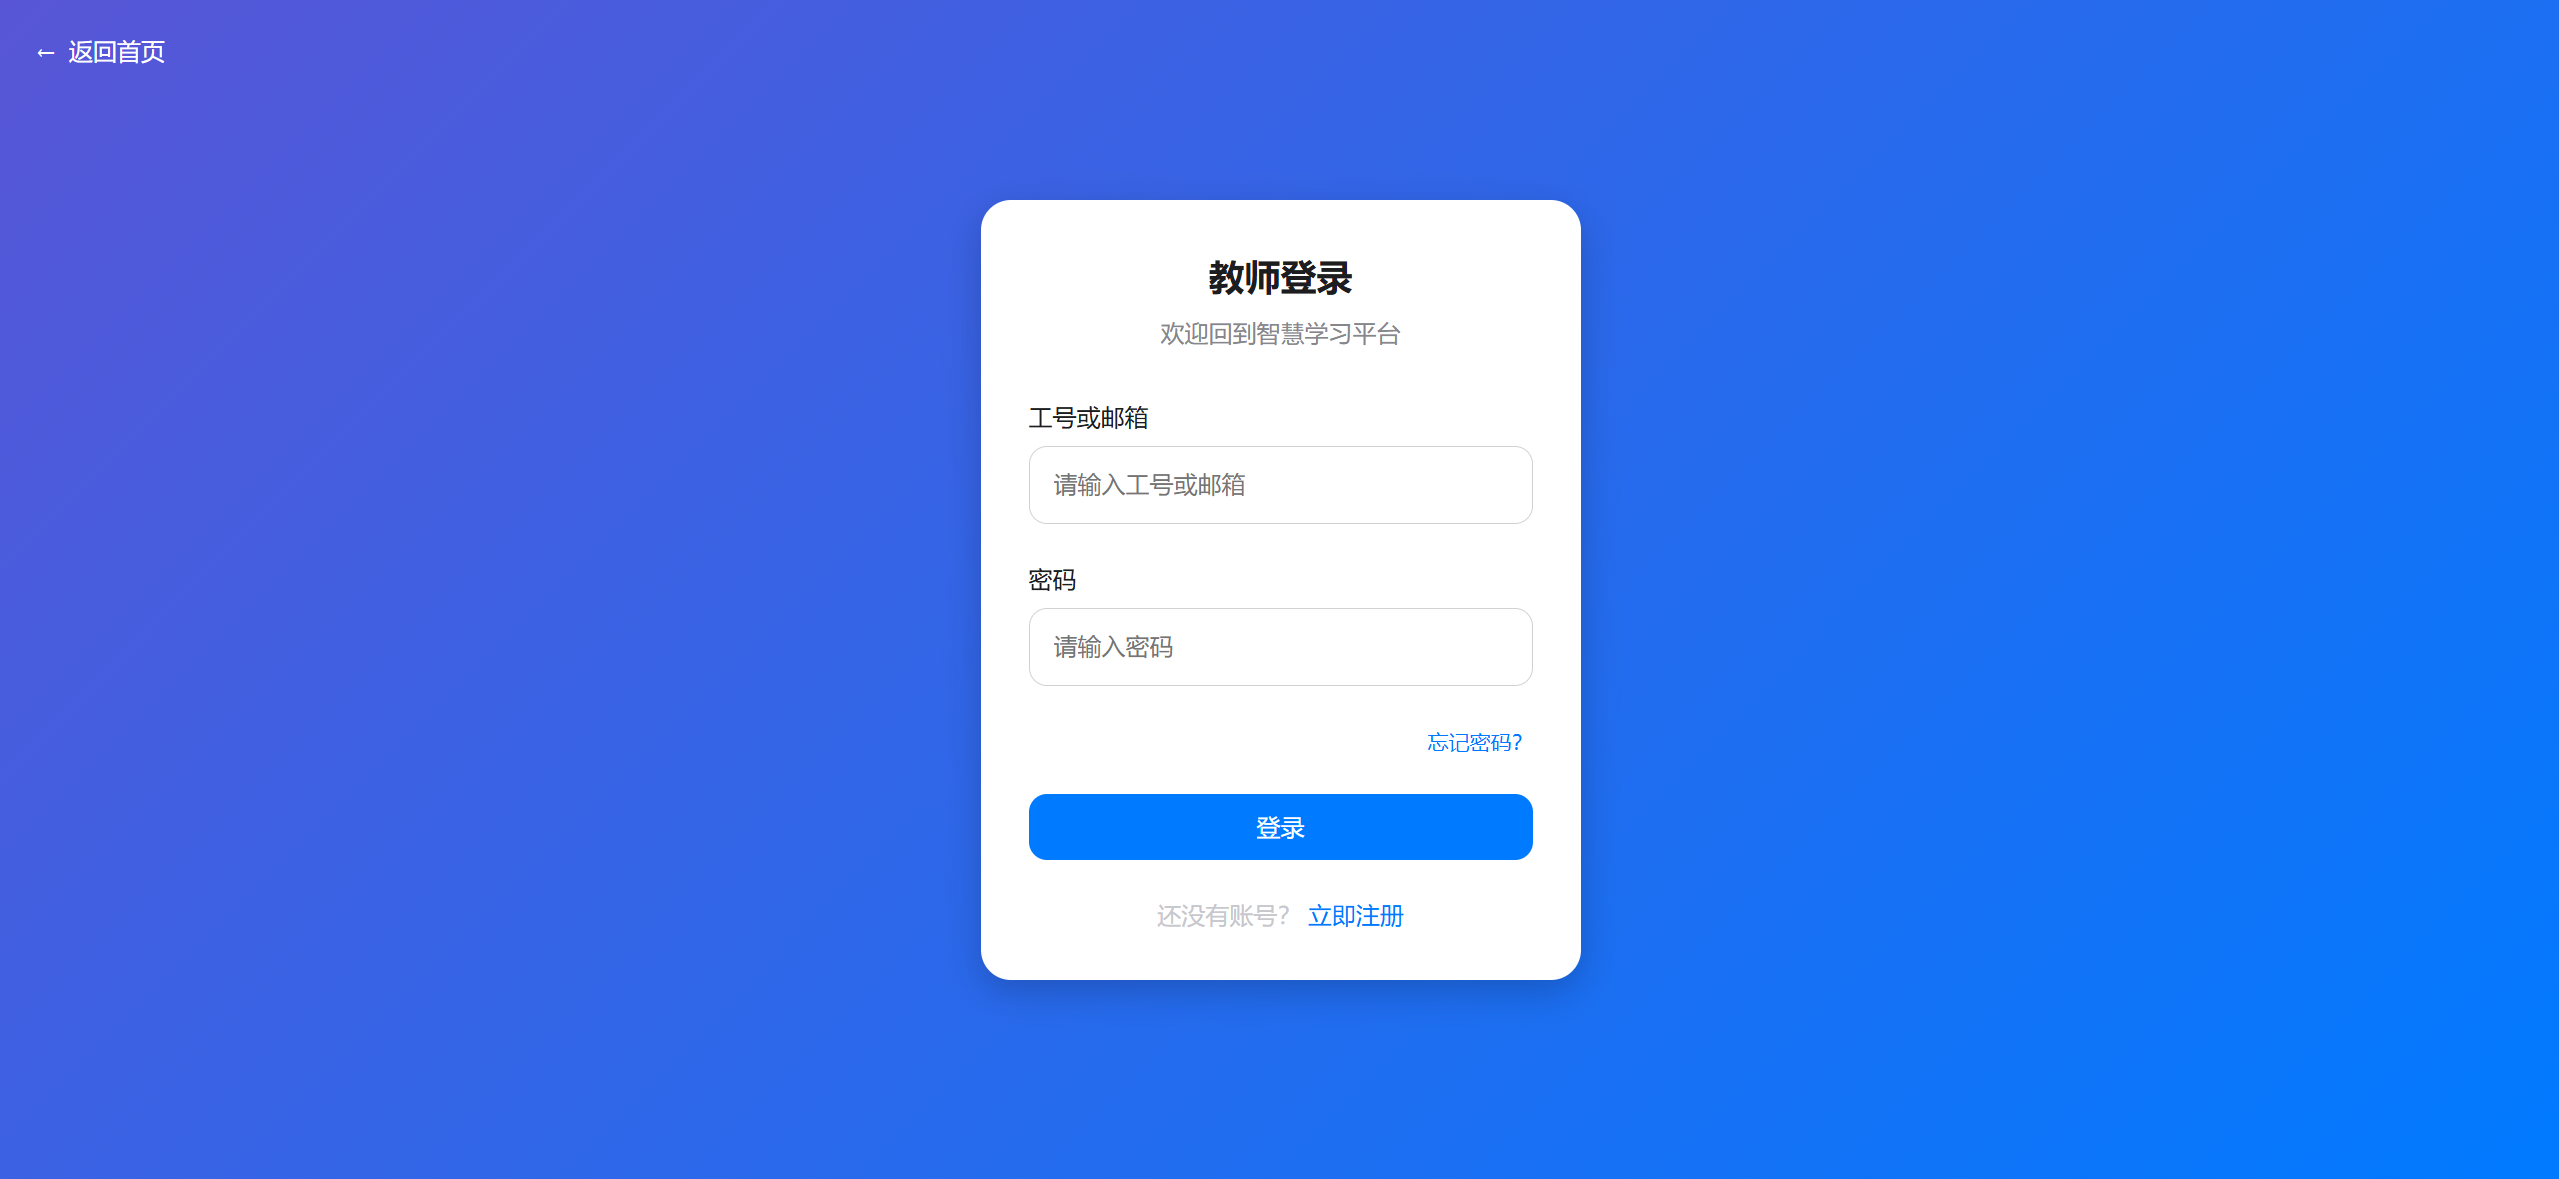 ← 返回首页
教师登录
欢迎回到智慧学习平台
工号或邮箱
请输入工号或邮箱
密码
请输入密码
忘记密码?
登录
还没有账号? 立即注册